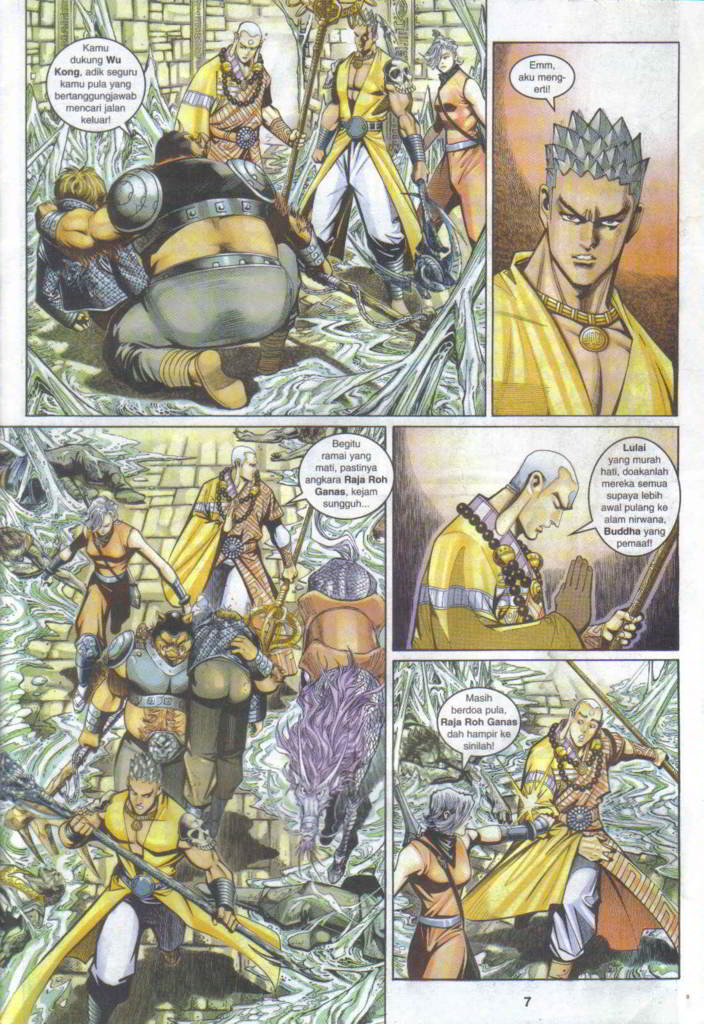 Kamu
dukung Wu
Kong, adik seguru
kamu pula yang
bertanggungjawab
mencari jalan
keluar!
Emm,
aku meng-
erti!
Begitu
ramai yang
mati, pastinya
angkara Raja Roh
Ganas, kejam
sungguh...
Lulai
yang murah
hati, doakanlah
mereka semua
supaya lebih
awal pulang ke
alam nirwana,
Buddha yang
pemaaf!
Masih
berdoa pula,
Raja Roh Ganas
dah hampir ke
sinilah!
7